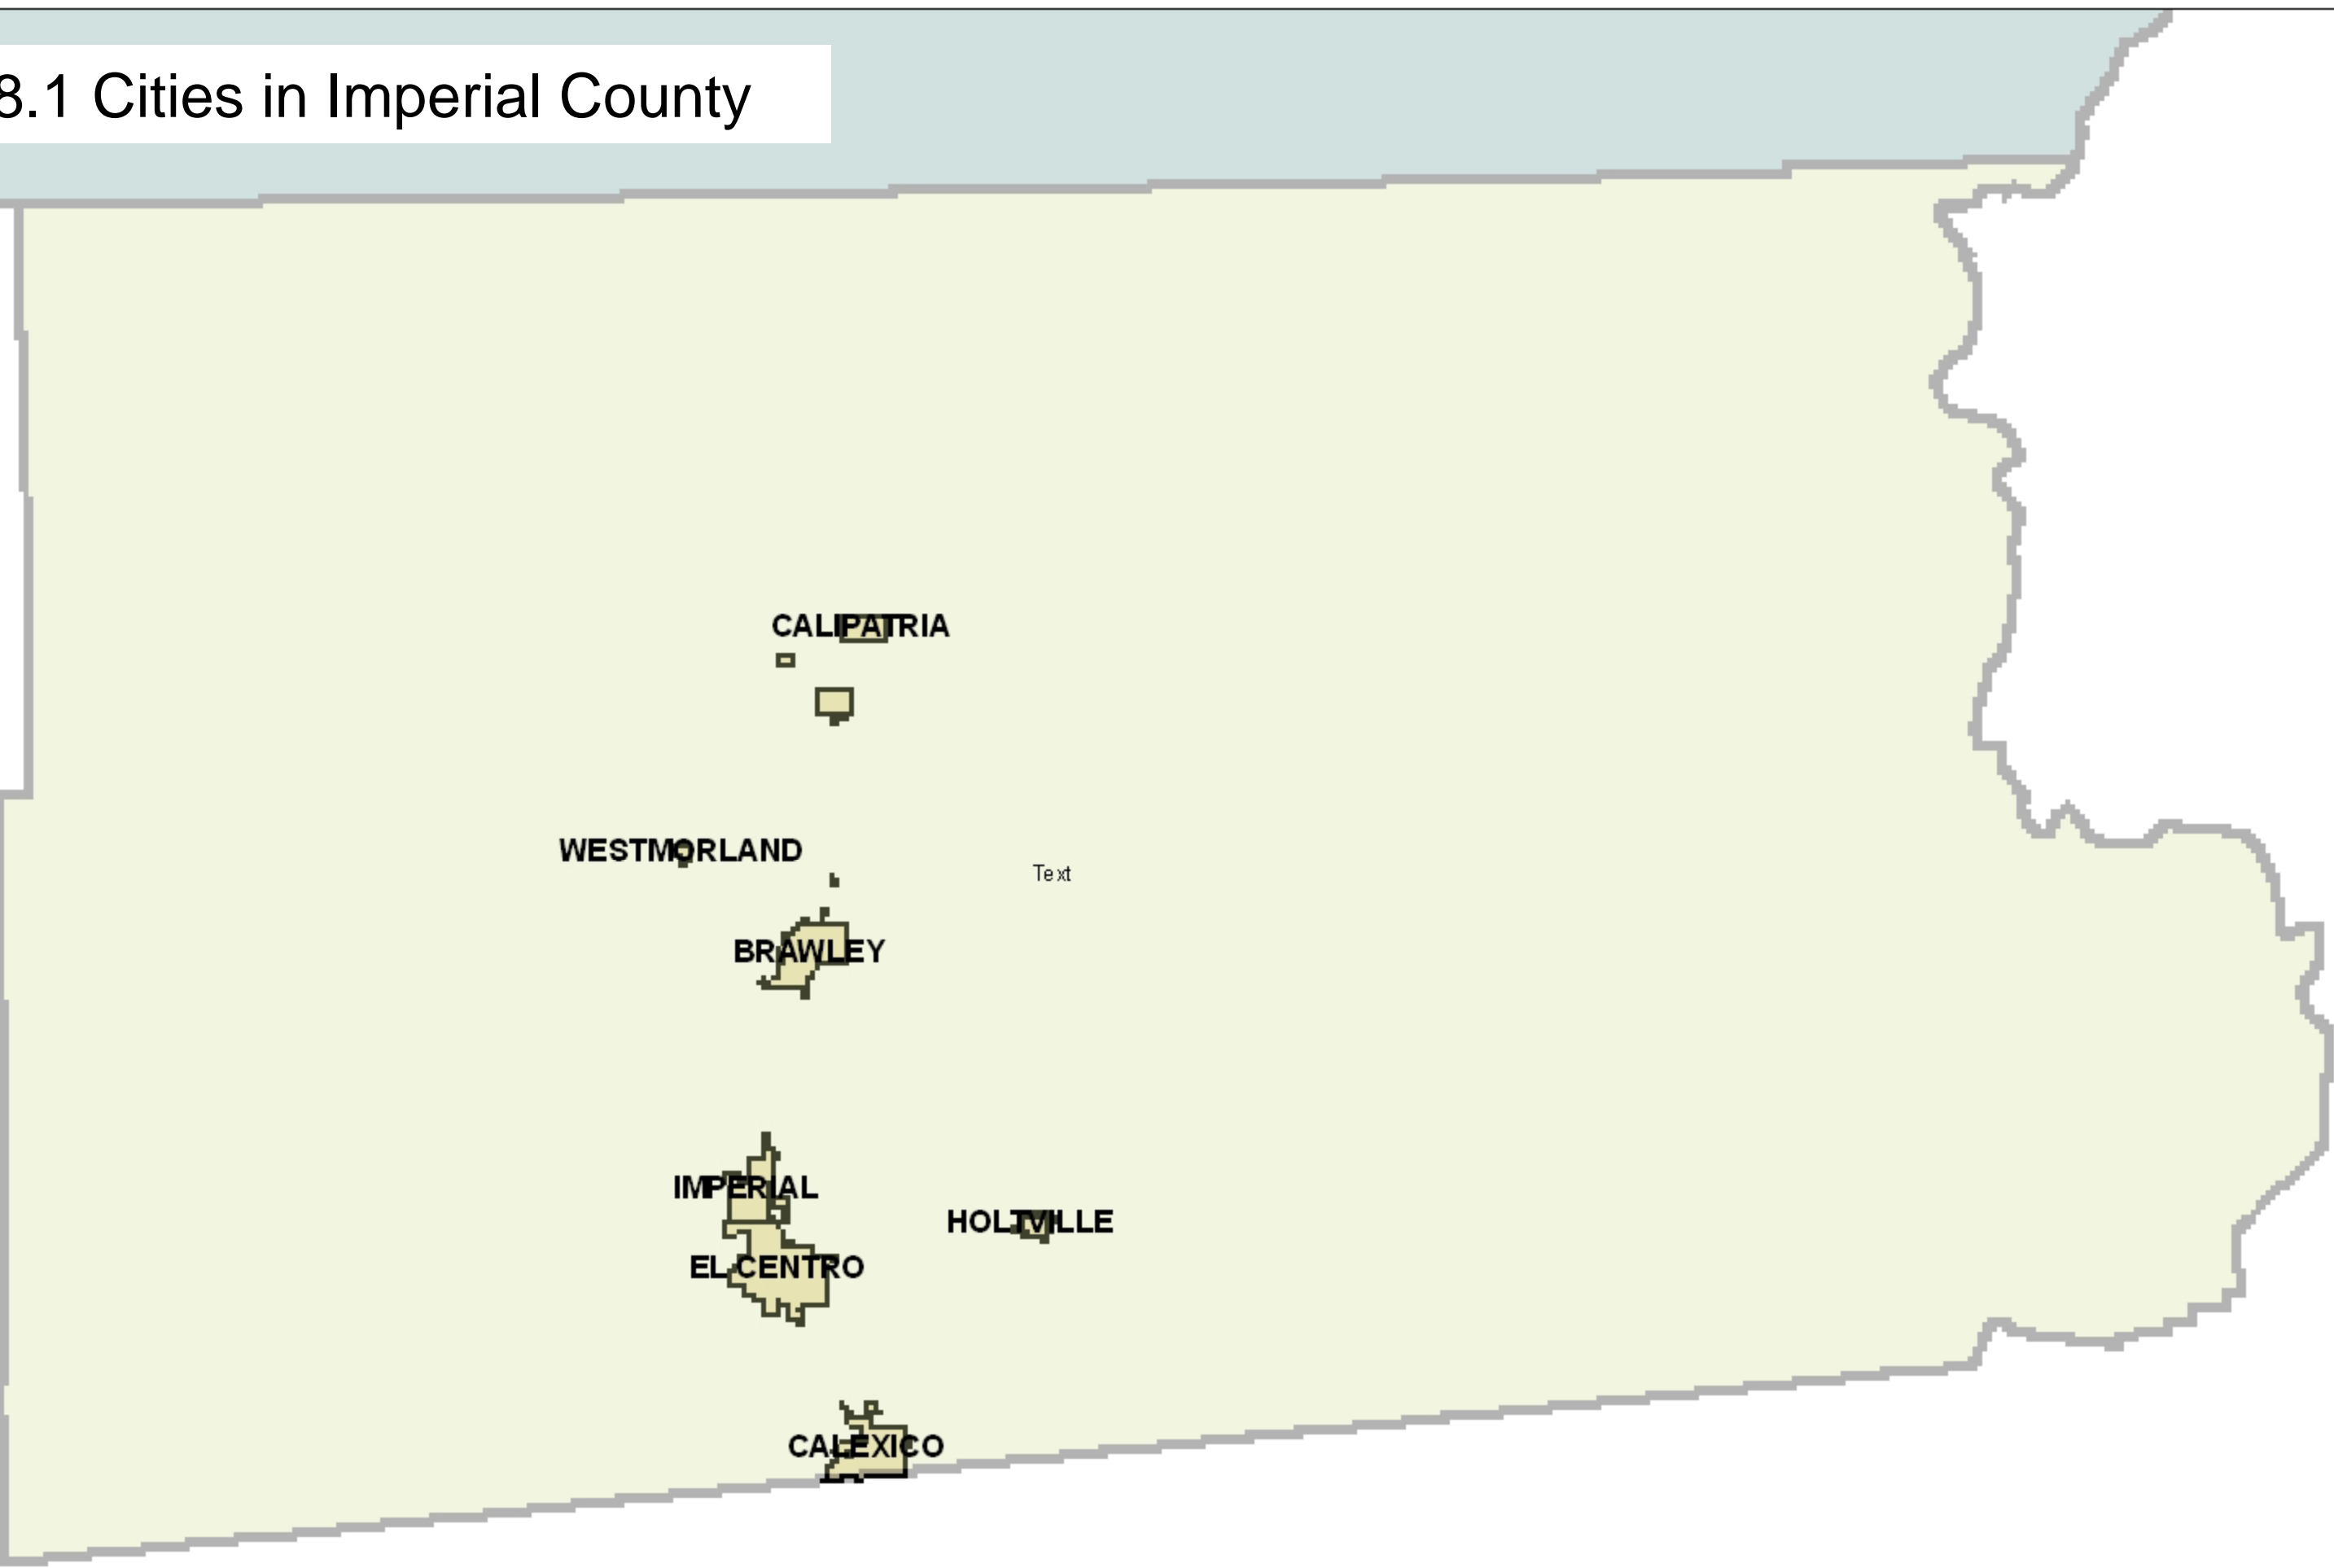 8.1 Cities in Imperial County
CALIPATRIA
WESTMORLAND
Text
BRAWLEY
IMPERIAL
HOLTVILLE
EL CENTRO
CALEXICO